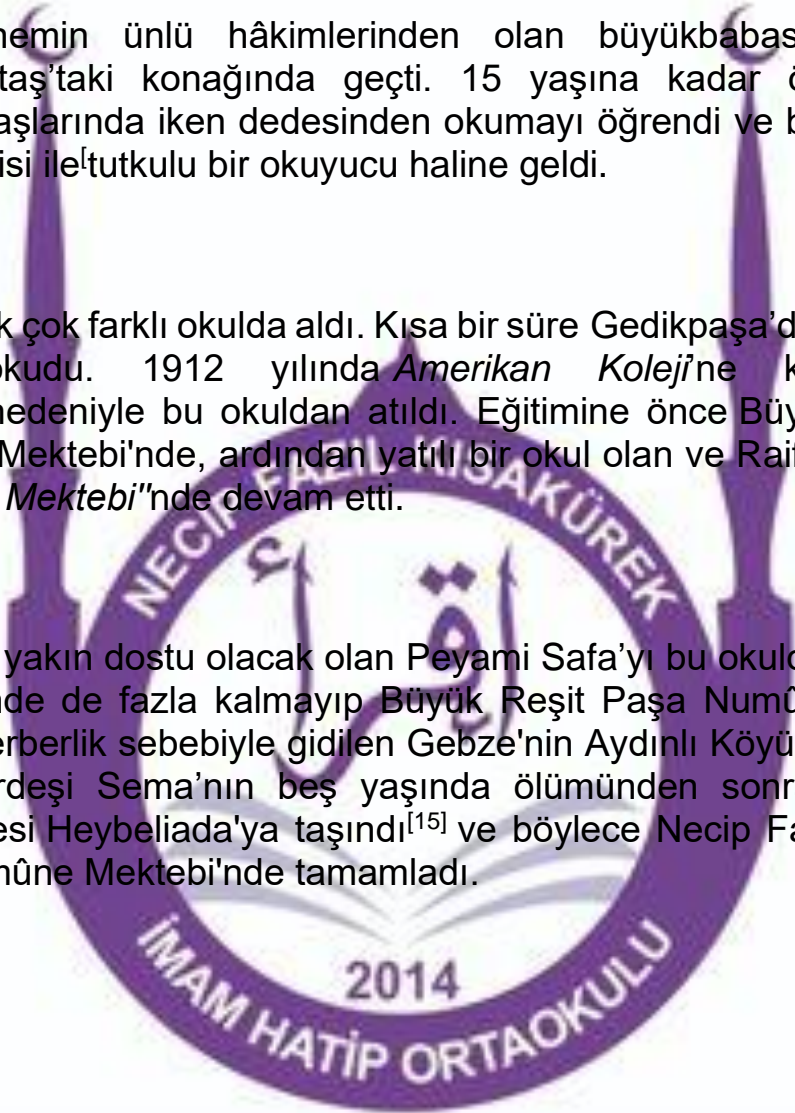 nemin ünlü hâkimlerinden olan büyükbabas
taş’taki konağında geçti. 15 yaşına kadar ö
aşlarında iken dedesinden okumayı öğrendi ve b
isi ile[tutkulu bir okuyucu haline geldi.
k çok farklı okulda aldı. Kısa bir süre Gedikpaşa’d
okudu. 1912 yılında Amerikan Koleji’ne k
nedeniyle bu okuldan atıldı. Eğitimine önce Büy
Mektebi'nde, ardından yatılı bir okul olan ve Raif
Mektebi"nde devam etti.
NECİP FAZIL KISAKÜREK
إقرأ
yakın dostu olacak olan Peyami Safa’yı bu okuld
nde de fazla kalmayıp Büyük Reşit Paşa Numû
erberlik sebebiyle gidilen Gebze'nin Aydınlı Köyü
rdeşi Sema’nın beş yaşında ölümünden sonr
esi Heybeliada'ya taşındı[15] ve böylece Necip Fa
mûne Mektebi'nde tamamladı.
2014
İMAM HATİP ORTAOKULU